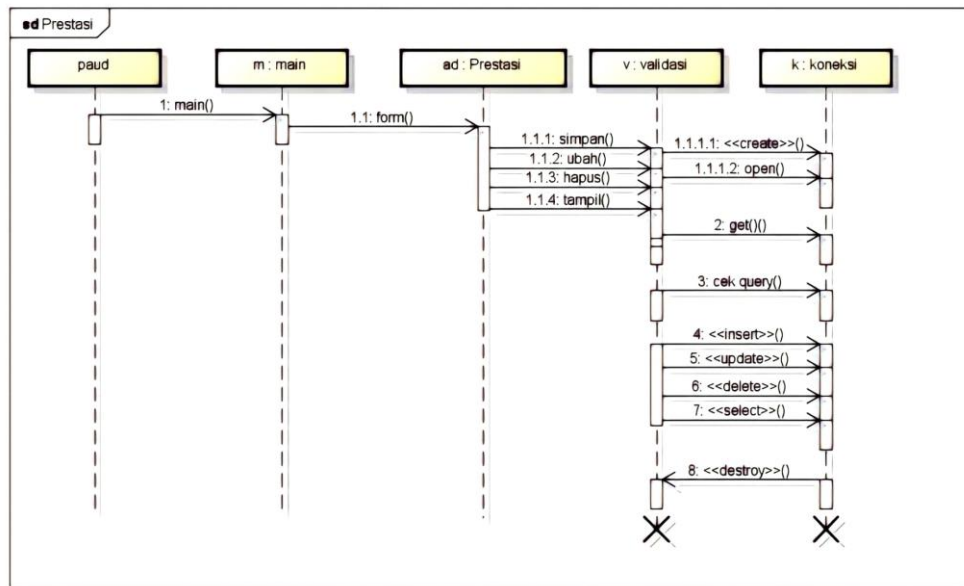 sd Prestasi
paud
m : main
ad : Prestasi
v : validasi
k : koneksi
1: main()
1.1: form()
1.1.1: simpan()
1.1.1.1: <<create>>()
1.1.2: ubah()
1.1.1.2: open()
1.1.3: hapus()
1.1.4: tampil()
2: get()()
3: cek query()
4: <<insert>>()
5: <<update>>()
6: <<delete>>()
7: <<select>>()
8: <<destroy>>()